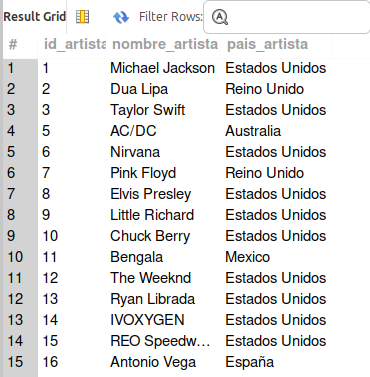 Result Grid Filter Rows:
# id_artista nombre_artista pais_artista
1 1 Michael Jackson Estados Unidos
2 2 Dua Lipa Reino Unido
3 3 Taylor Swift Estados Unidos
4 5 AC/DC Australia
5 6 Nirvana Estados Unidos
6 7 Pink Floyd Reino Unido
7 8 Elvis Presley Estados Unidos
8 9 Little Richard Estados Unidos
9 10 Chuck Berry Estados Unidos
10 11 Bengala Mexico
11 12 The Weeknd Estados Unidos
12 13 Ryan Librada Estados Unidos
13 14 IVOXYGEN Estados Unidos
14 15 REO Speedw... Estados Unidos
15 16 Antonio Vega España